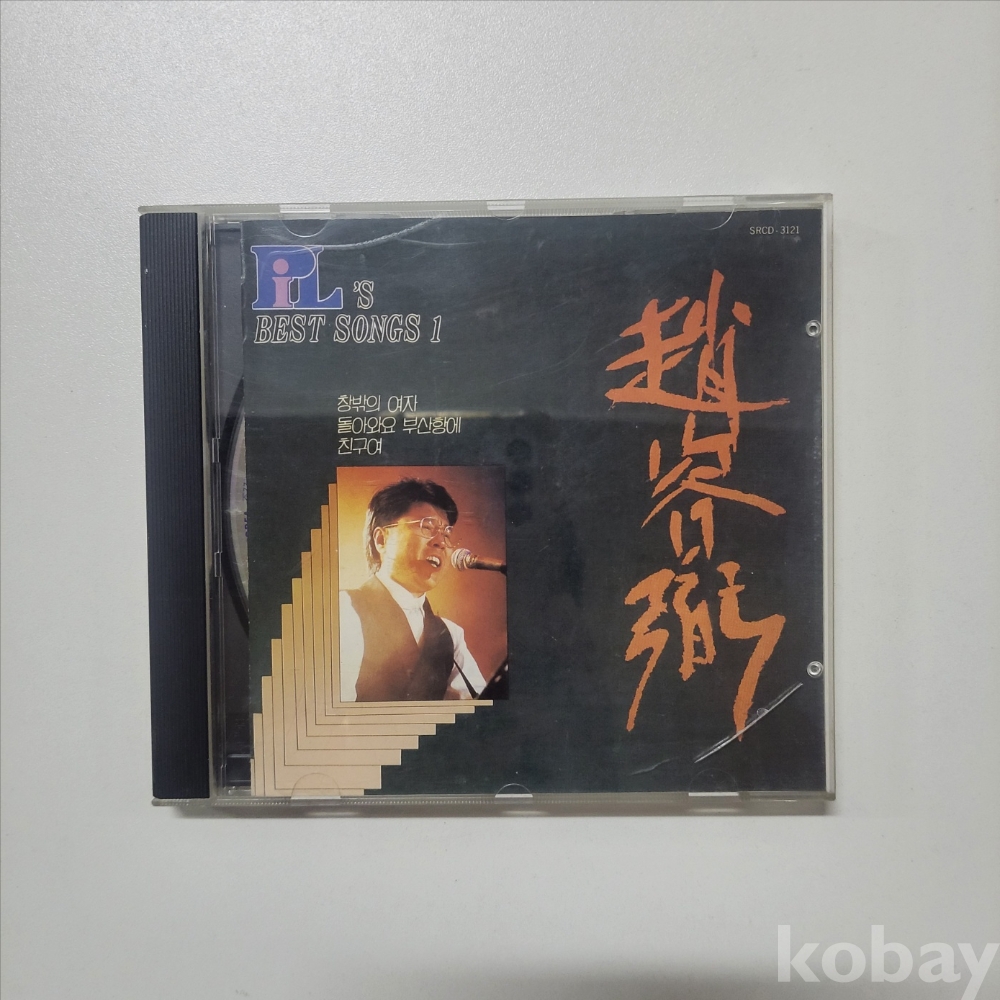 SRCD-3121
PiL'S
BEST SONGS 1
창밖의 여자
돌아와요 부산항에
친구여
趙容弼
kobay